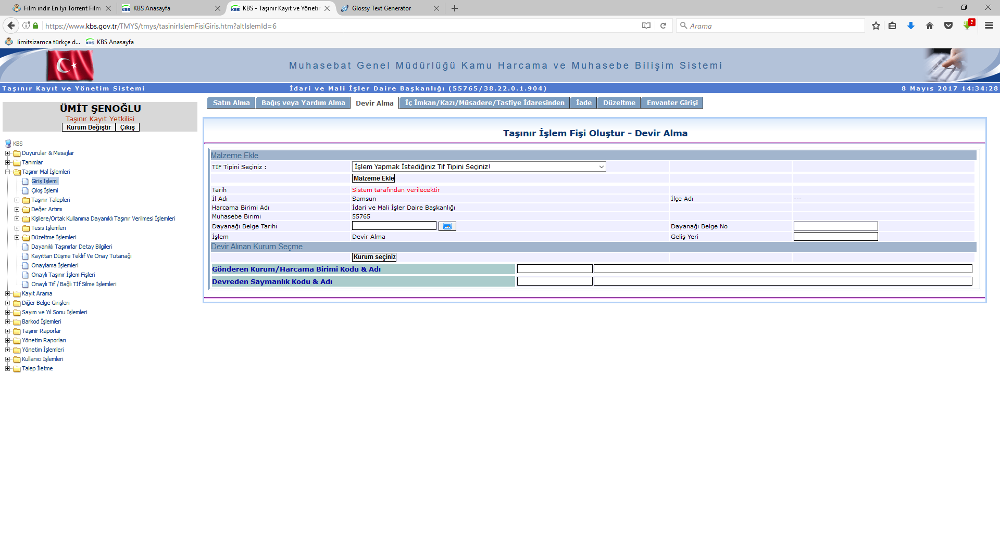 Film indir En İyi Torrent Film
KBS Anasayfa
KBS - Taşınır Kayıt ve Yönetir
Glossy Text Generator
https://www.kbs.gov.tr/TMYS/tmys/tasinirIslemFisiGiris.htm?altIslemId=6
Arama
limitsizamca türkçe d...
KBS Anasayfa
Muhasebat Genel Müdürlüğü Kamu Harcama ve Muhasebe Bilişim Sistemi
Taşınır Kayıt ve Yönetim Sistemi
İdari ve Mali İşler Daire Başkanlığı (55765/38.22.0.1.904)
8 Mayıs 2017 14:34:28
ÜMİT ŞENOĞLU
Taşınır Kayıt Yetkilisi
Kurum Değiştir Çıkış
KBS
Duyurular & Mesajlar
Tanımlar
Taşınır Mal İşlemleri
Giriş İşlemi
Çıkış İşlemi
Taşınır Talepleri
Değer Artımı
Kişilere/Ortak Kullanıma Dayanıklı Taşınır Verilmesi İşlemleri
Tesis İşlemleri
Düzeltme İşlemleri
Dayanıklı Taşınırlar Detay Bilgileri
Kayıttan Düşme Teklif Ve Onay Tutanağı
Onaylama İşlemleri
Onaylı Taşınır İşlem Fişleri
Onaylı Tif / Bağlı Tİf Silme İşlemleri
Kayıt Arama
Diğer Belge Girişleri
Sayım ve Yıl Sonu İşlemleri
Barkod İşlemleri
Taşınır Raporlar
Yönetim Raporları
Yönetim İşlemleri
Kullanıcı İşlemleri
Talep İletme
Satın Alma
Bağış veya Yardım Alma
Devir Alma
İç İmkan/Kazı/Müsadere/Tasfiye İdaresinden
İade
Düzeltme
Envanter Girişi
Taşınır İşlem Fişi Oluştur - Devir Alma
Malzeme Ekle
TİF Tipini Seçiniz :
İşlem Yapmak İstediğiniz Tif Tipini Seçiniz!
Malzeme Ekle
Tarih
Sistem tarafından verilecektir
İl Adı
Samsun
İlçe Adı
---
Harcama Birimi Adı
İdari ve Mali İşler Daire Başkanlığı
Muhasebe Birimi
55765
Dayanağı Belge Tarihi
Dayanağı Belge No
İşlem
Devir Alma
Geliş Yeri
Devir Alınan Kurum Seçme
Kurum seçiniz
Gönderen Kurum/Harcama Birimi Kodu & Adı
Devreden Saymanlık Kodu & Adı